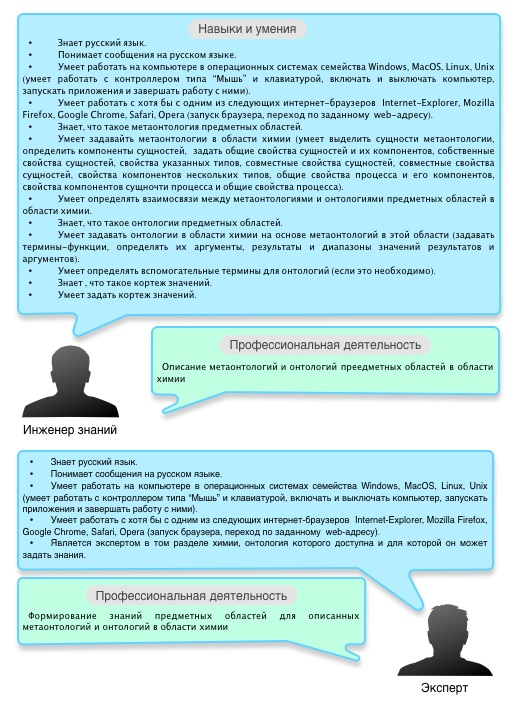 Навыки и умения
• Знает русский язык.
• Понимает сообщения на русском языке.
• Умеет работать на компьютере в операционных системах семейства Windows, MacOS, Linux, Unix
(умеет работать с контроллером типа “Мышь” и клавиатурой, включать и выключать компьютер,
запускать приложения и завершать работу с ними).
• Умеет работать с хотя бы с одним из следующих интернет-браузеров Internet-Explorer, Mozilla
Firefox, Google Chrome, Safari, Opera (запуск браузера, переход по заданному web-адресу).
• Знает, что такое метаонтология предметных областей.
• Умеет задавайть метаонтологии в области химии (умеет выделить сущности метаонтологии,
определить компоненты сущностей, задать общие свойства сущностей и их компонентов, собственные
свойства сущностей, свойства указанных типов, совместные свойства сущностей, совместные свойства
сущностей, свойства компонентов нескольких типов, общие свойства процесса и его компонентов,
свойства компонентов сущночти процесса и общие свойства процесса).
• Умеет определять взаимосвязи между метаонтологиями и онтологиями предметных областей в
области химии.
• Знает, что такое онтологии предметных областей.
• Умеет задавать онтологии в области химии на основе метаонтологий в этой области (задавать
термины-функции, определять их аргументы, результаты и диапазоны значений результатов и
аргументов).
• Умеет определять вспомогательные термины для онтологий (если это необходимо).
• Знает , что такое кортеж значений.
• Умеет задать кортеж значений.
Профессиональная деятельность
Описание метаонтологий и онтологий преедметных областей в области
химии
Инженер знаний
• Знает русский язык.
• Понимает сообщения на русском языке.
• Умеет работать на компьютере в операционных системах семейства Windows, MacOS, Linux, Unix
(умеет работать с контроллером типа “Мышь” и клавиатурой, включать и выключать компьютер, запускать
приложения и завершать работу с ними).
• Умеет работать с хотя бы с одним из следующих интернет-браузеров Internet-Explorer, Mozilla Firefox,
Google Chrome, Safari, Opera (запуск браузера, переход по заданному web-адресу).
• Является экспертом в том разделе химии, онтология которого доступна и для которой он может
задать знания.
Профессиональная деятельность
Формирование знаний предметных областей для описанных
метаонтологий и онтологий в области химии
Эксперт